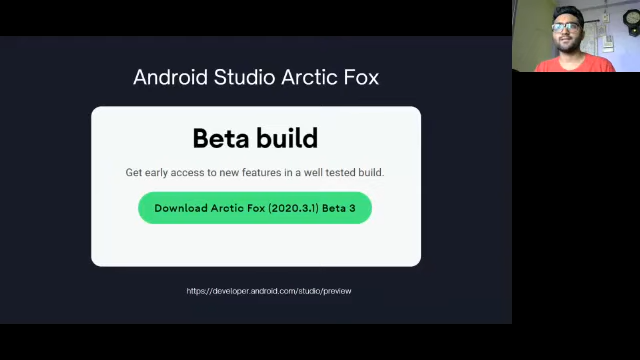 Android Studio Arctic Fox
Beta build
Get early access to new features in a well tested build.
Download Arctic Fox (2020.3.1) Beta 3
https://developer.android.com/studio/preview